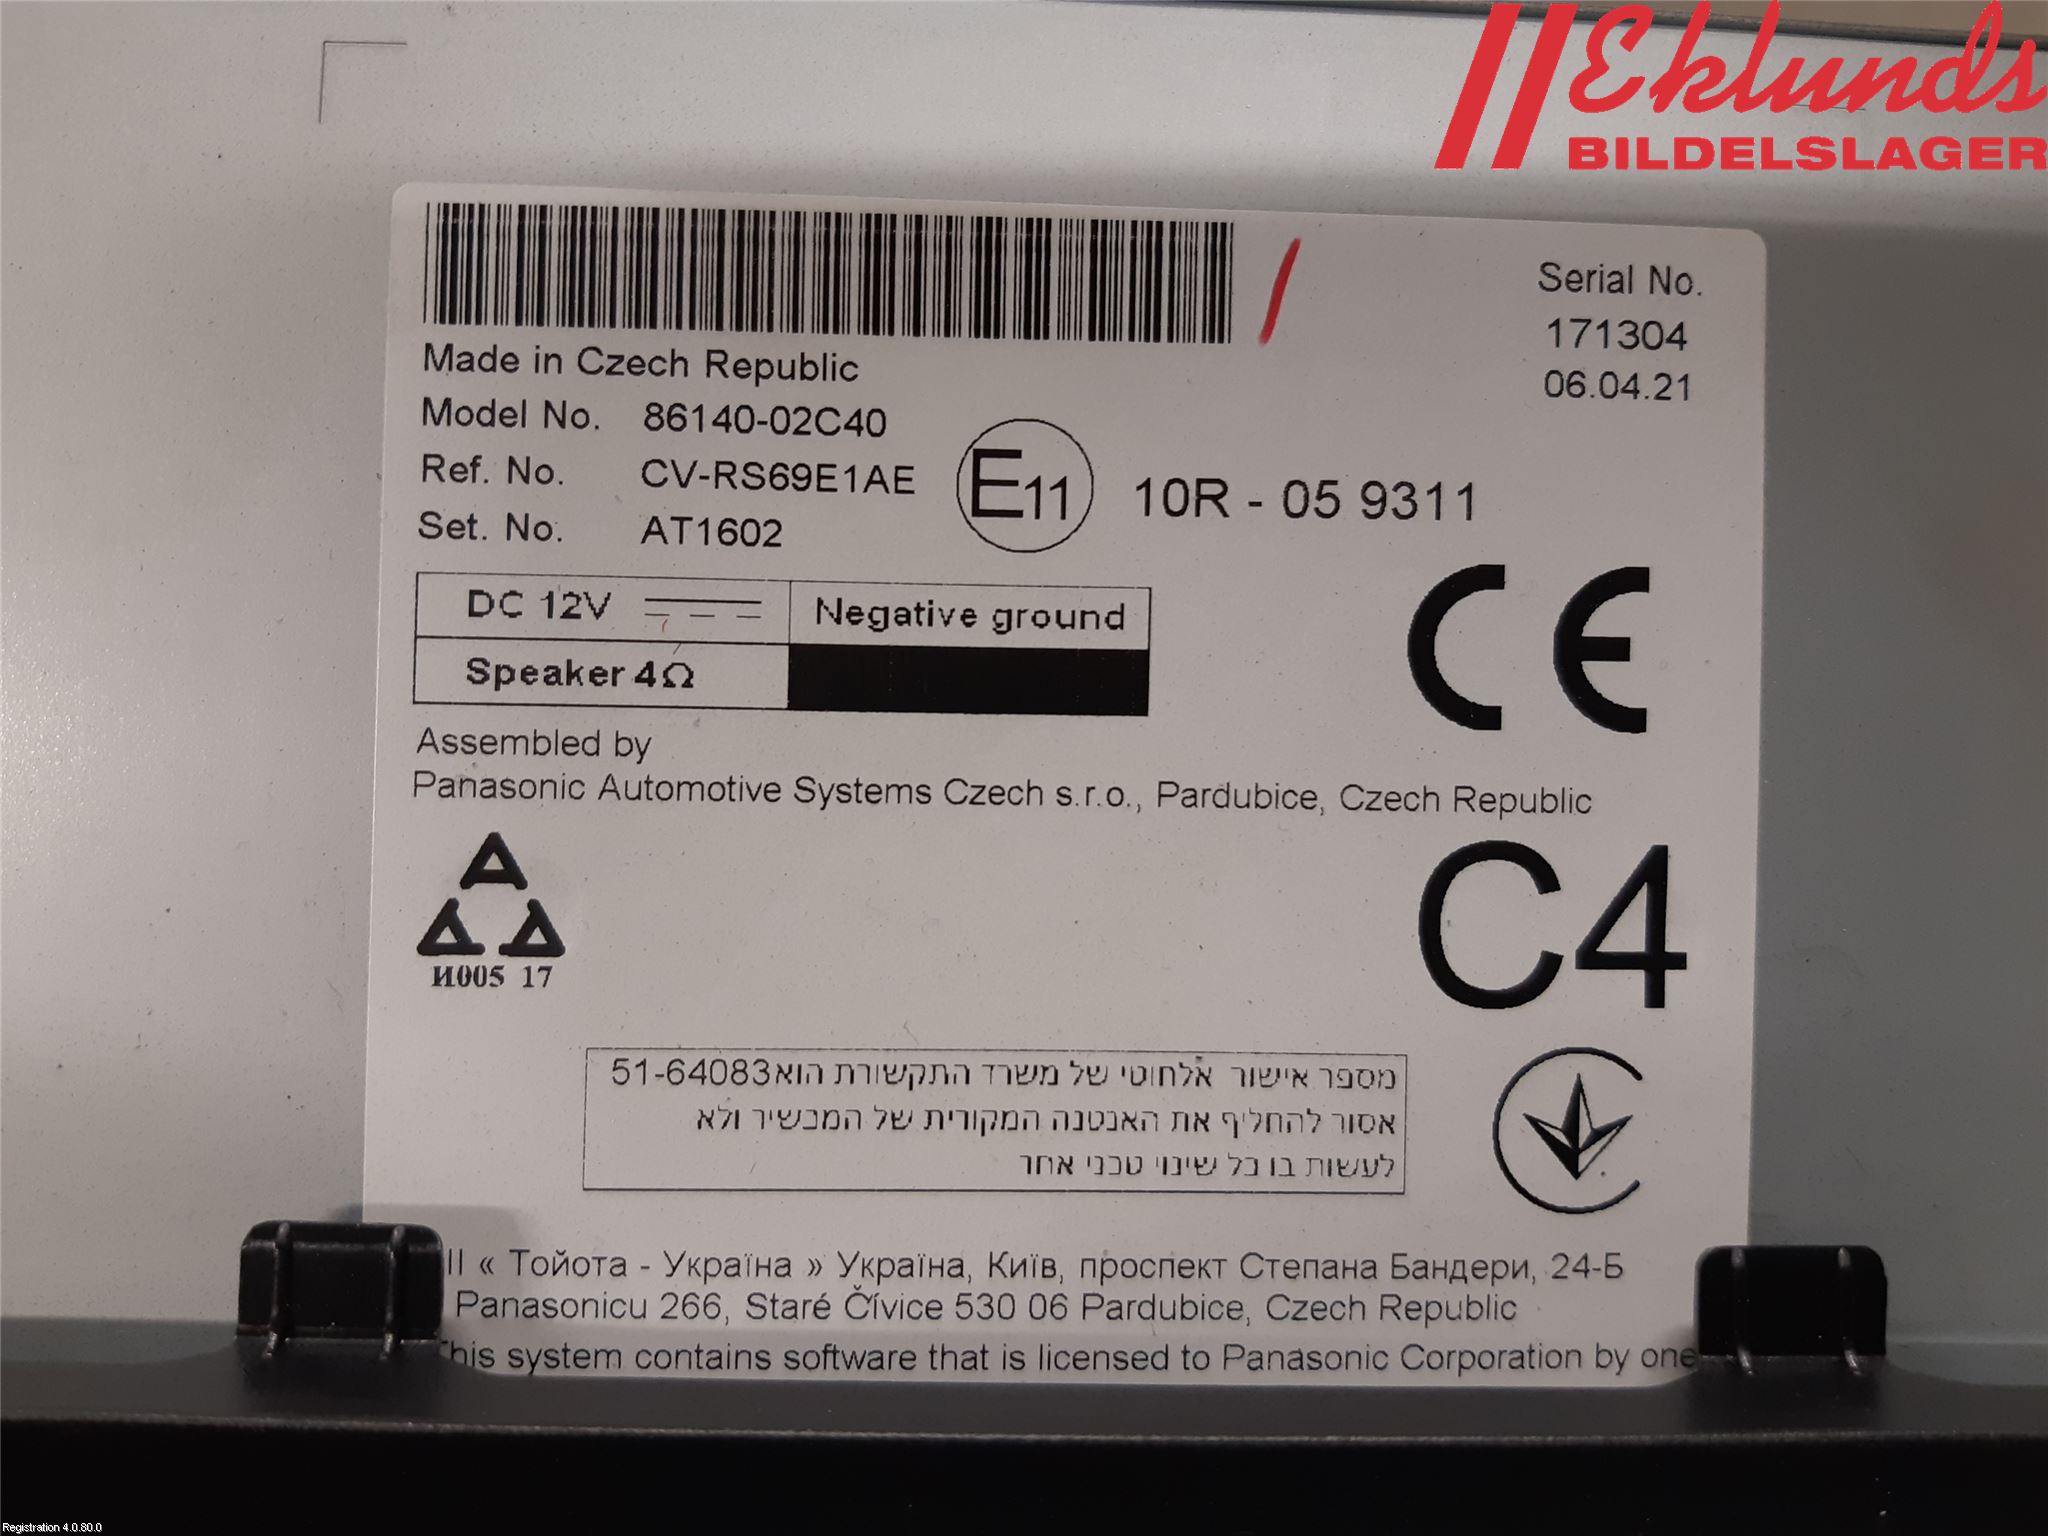 Eklunds
BILDELSLAGER
Serial No.
171304
06.04.21
Made in Czech Republic
Model No. 86140-02C40
Ref. No. CV-RS69E1AE
Set. No. AT1602
E11 10R - 05 9311
DC 12V Negative ground
Speaker 4Ω
CE
Assembled by
Panasonic Automotive Systems Czech s.r.o., Pardubice, Czech Republic
C4
И005 17
מספר אישור אלחוטי של משרד התקשורת הוא51-64083
אסור להחליף את האנטנה המקורית של המכשיר ולא
לעשות בו כל שינוי טכני אחר
« Тойота - Україна » Україна, Київ, проспект Степана Бандери, 24-Б
Panasonicu 266, Staré Čívice 530 06 Pardubice, Czech Republic
This system contains software that is licensed to Panasonic Corporation by one
Registration 4.0.80.0